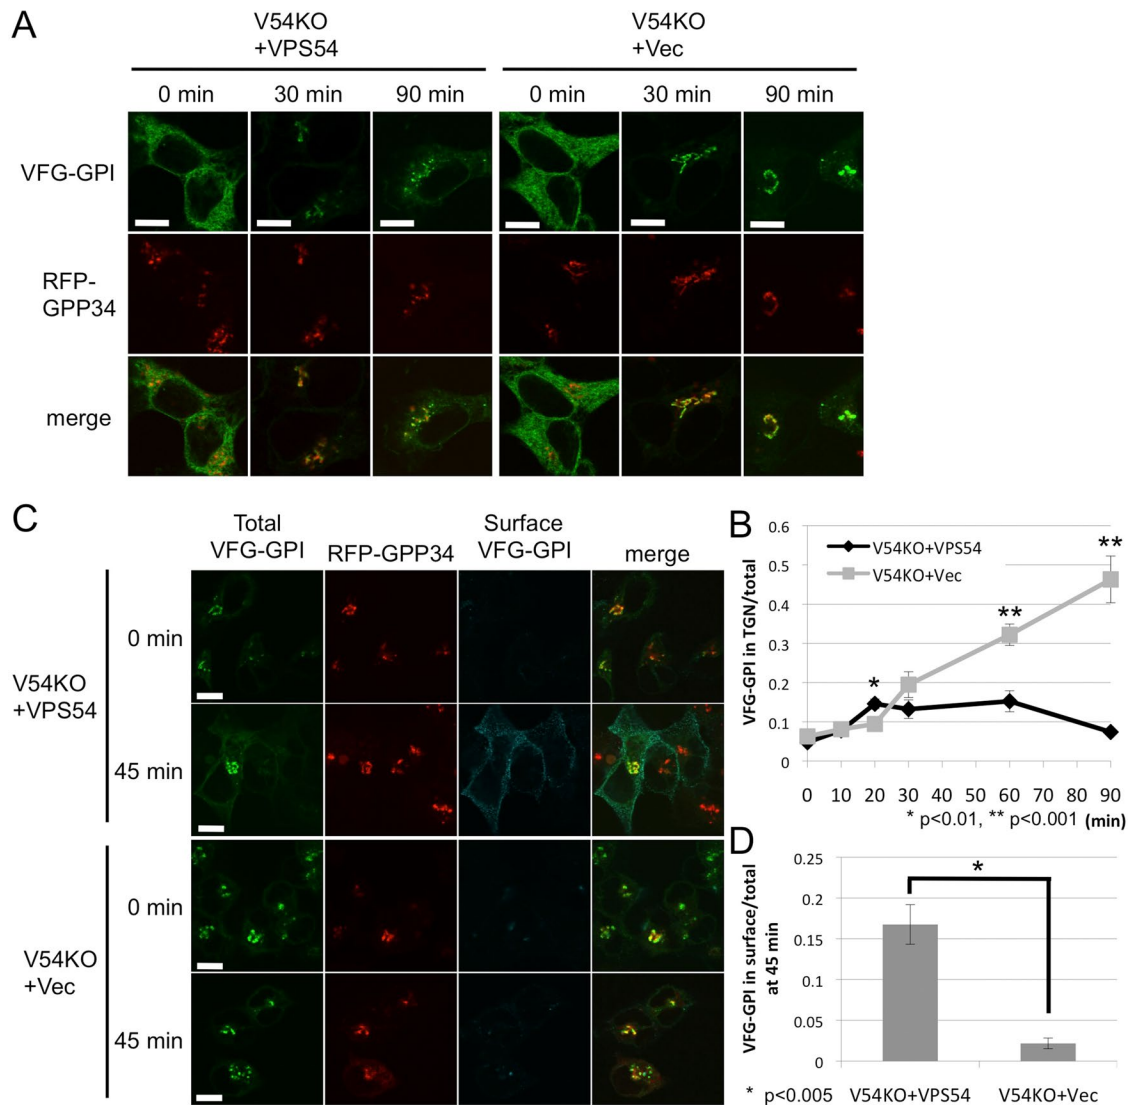 A
V54KO
+VPS54
V54KO
+Vec
0 min
30 min
90 min
0 min
30 min
90 min
VFG-GPI
RFP-
GPP34
merge
C
Total
VFG-GPI
RFP-GPP34
Surface
VFG-GPI
merge
V54KO
+VPS54
0 min
45 min
V54KO
+Vec
0 min
45 min
B
VFG-GPI in TGN/total
0.6
0.5
0.4
0.3
0.2
0.1
0
V54KO+VPS54
V54KO+Vec
*
**
**
0 10 20 30 40 50 60 70 80 90
* p<0.01, ** p<0.001 (min)
D
VFG-GPI in surface/total
at 45 min
0.25
0.2
0.15
0.1
0.05
0
*
* p<0.005 V54KO+VPS54 V54KO+Vec